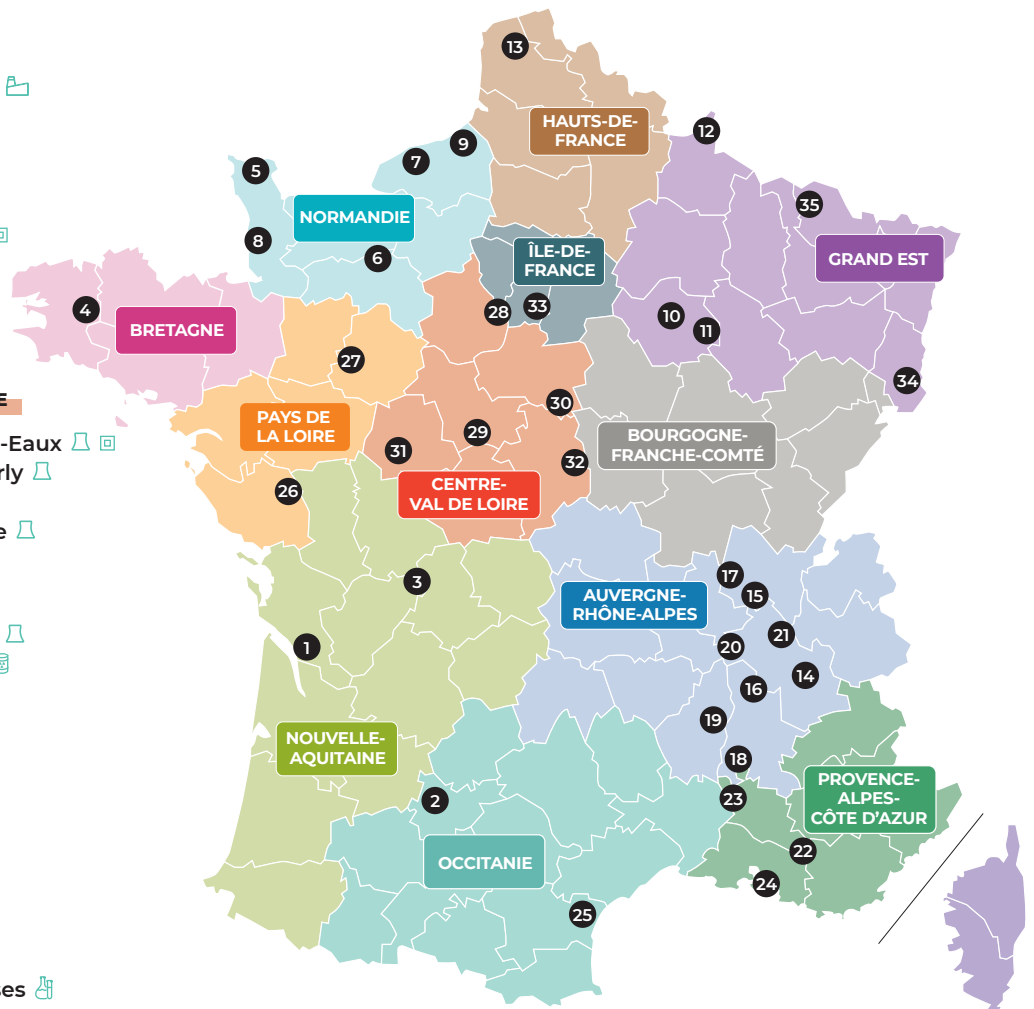 13
HAUTS-DE-
FRANCE
12
9
7
5
35
NORMANDIE
8
6
ÎLE-DE-
FRANCE
GRAND EST
4
BRETAGNE
28
33
10
11
27
34
E
30
PAYS DE
LA LOIRE
-Eaux
29
31
BOURGOGNE-
FRANCHE-COMTÉ
rly
32
CENTRE-
VAL DE LOIRE
26
e
3
17
15
AUVERGNE-
RHÔNE-ALPES
21
1
20
14
16
19
NOUVELLE-
AQUITAINE
18
PROVENCE-
ALPES-
CÔTE D'AZUR
2
23
22
OCCITANIE
24
25
ses